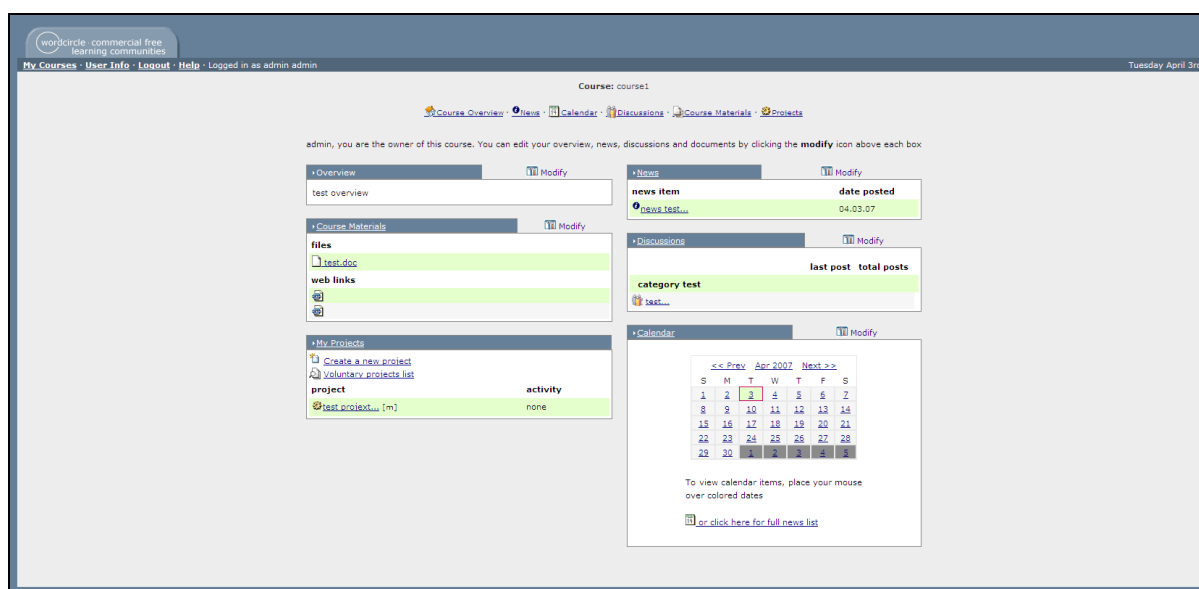 wordcircle · commercial free
learning communities
My Courses · User Info · Logout · Help · Logged in as admin admin
Tuesday April 3rd
Course: course1
Course Overview · News · Calendar · Discussions · Course Materials · Projects
admin, you are the owner of this course. You can edit your overview, news, discussions and documents by clicking the modify icon above each box
Overview
Modify
test overview
Course Materials
Modify
files
test.doc
web links
My Projects
Create a new project
Voluntary projects list
project activity
test projext... [m] none
News
Modify
news item date posted
news test... 04.03.07
Discussions
Modify
last post total posts
category test
test...
Calendar
Modify
<< Prev Apr 2007 Next >>
S M T W T F S
1 2 3 4 5 6 7
8 9 10 11 12 13 14
15 16 17 18 19 20 21
22 23 24 25 26 27 28
29 30 1 2 3 4 5
To view calendar items, place your mouse
over colored dates
or click here for full news list